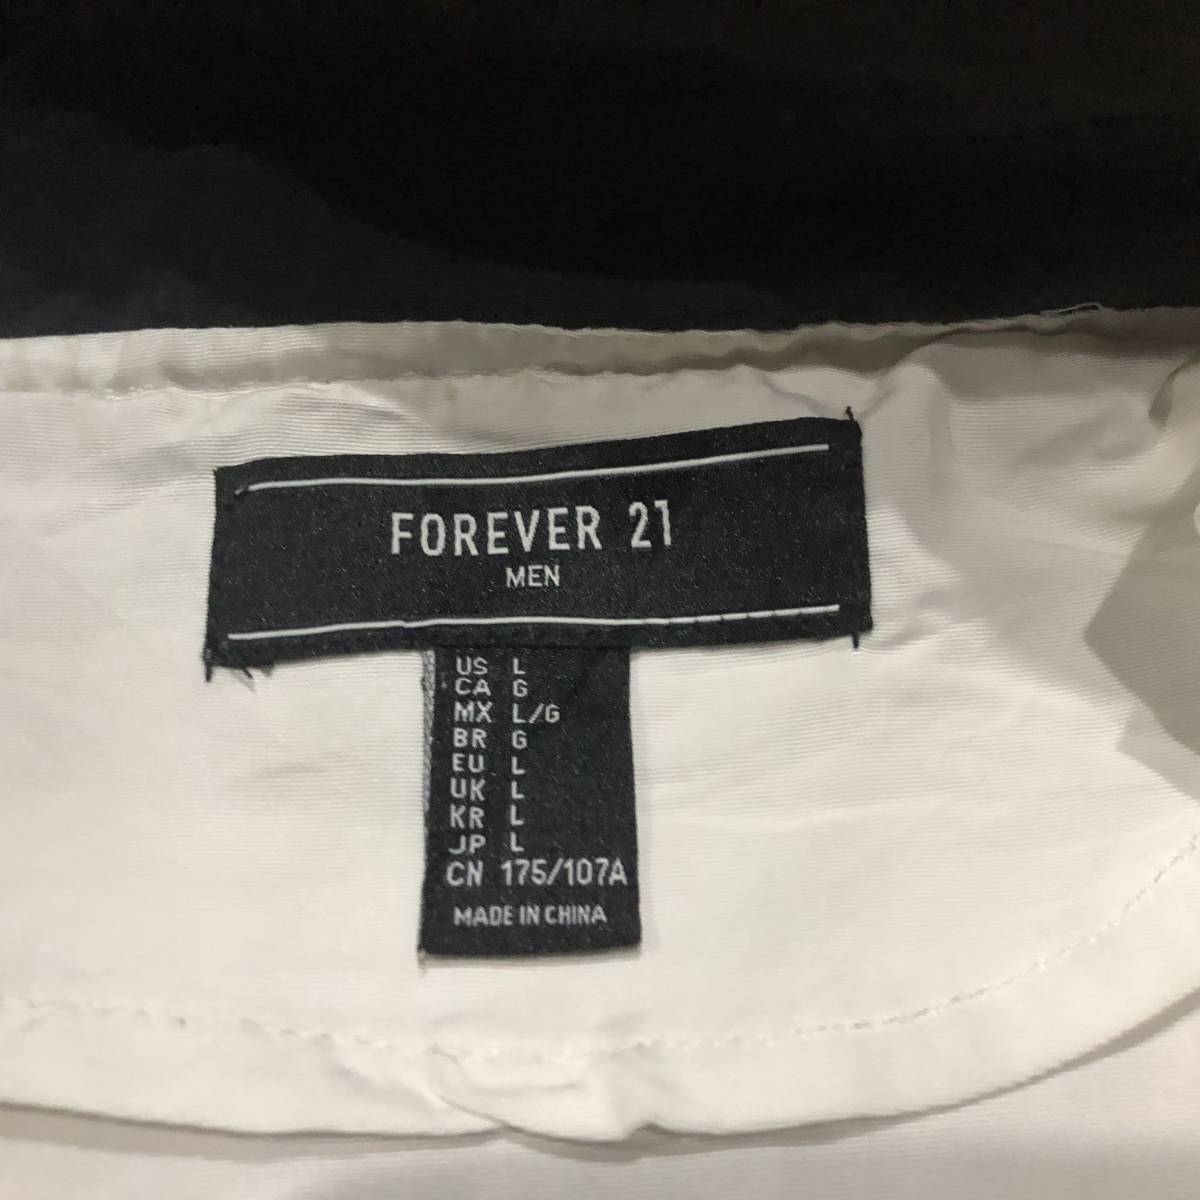 FOREVER 21
MEN
US L
CA G
MX L/G
BR G
EU L
UK L
KR L
JP L
CN 175/107A
MADE IN CHINA